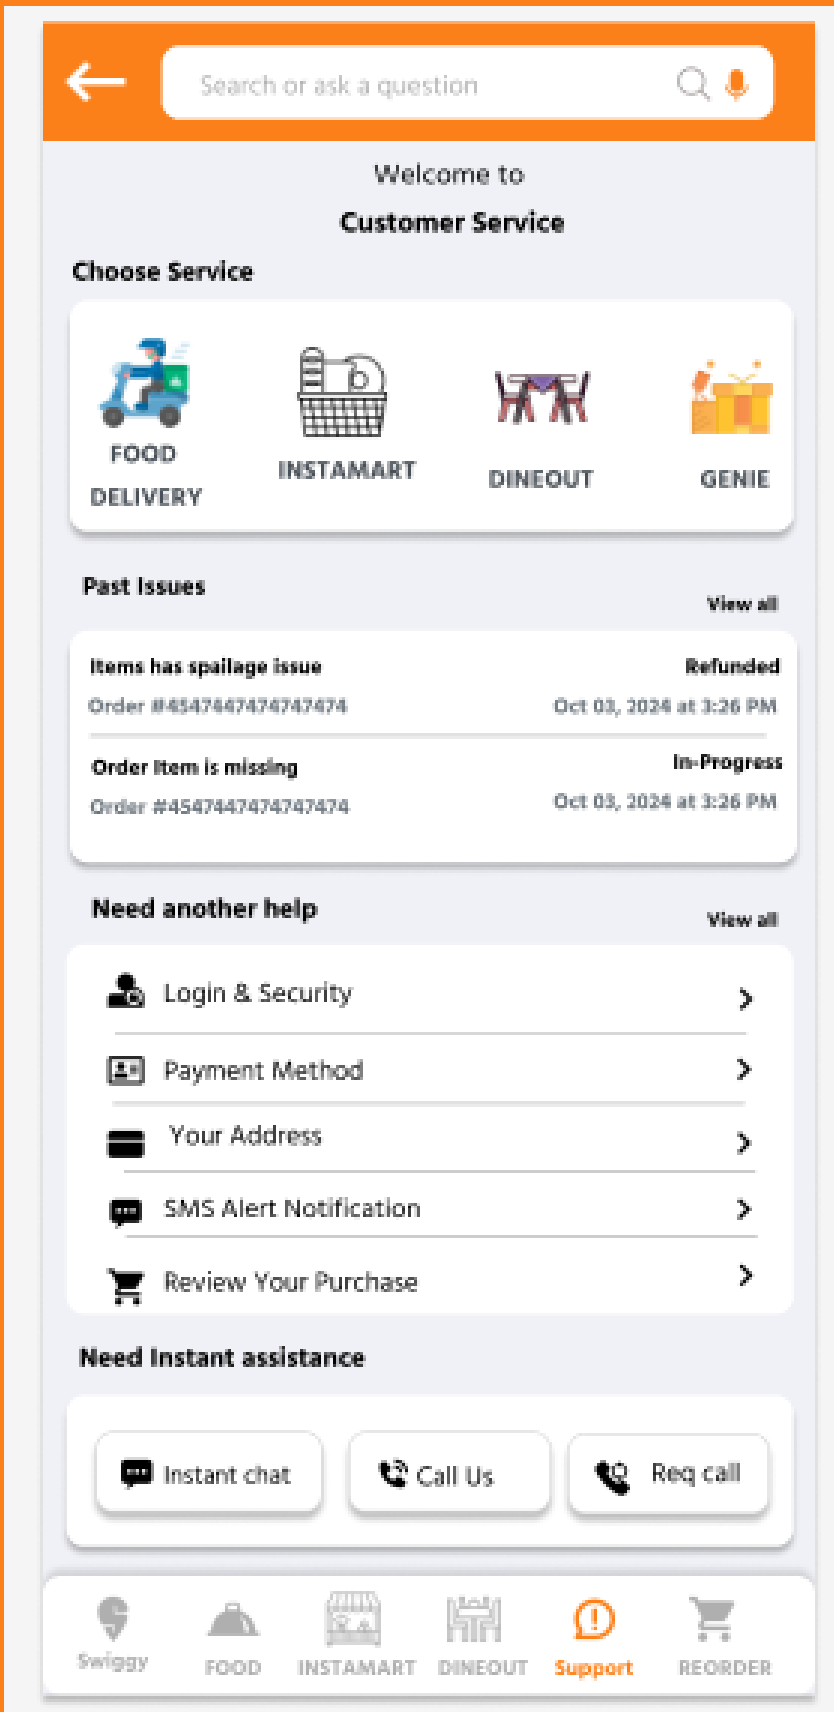 Search or ask a question
Welcome to
Customer Service
Choose Service
FOOD
DELIVERY
INSTAMART
DINEOUT
GENIE
Past Issues
View all
Items has spailage issue
Refunded
Order #4547447474747474
Oct 03, 2024 at 3:26 PM
Order Item is missing
In-Progress
Order #4547447474747474
Oct 03, 2024 at 3:26 PM
Need another help
View all
Login & Security
Payment Method
Your Address
SMS Alert Notification
Review Your Purchase
Need Instant assistance
Instant chat
Call Us
Req call
Swiggy
FOOD
INSTAMART
DINEOUT
Support
REORDER